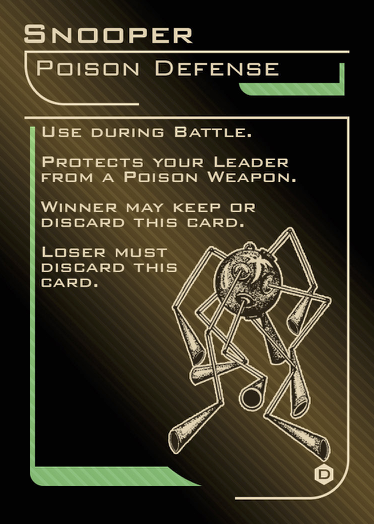 Snooper
Poison Defense
Use during Battle.
Protects your Leader
from a Poison Weapon.
Winner may keep or
discard this card.
Loser must
discard this
card.
D